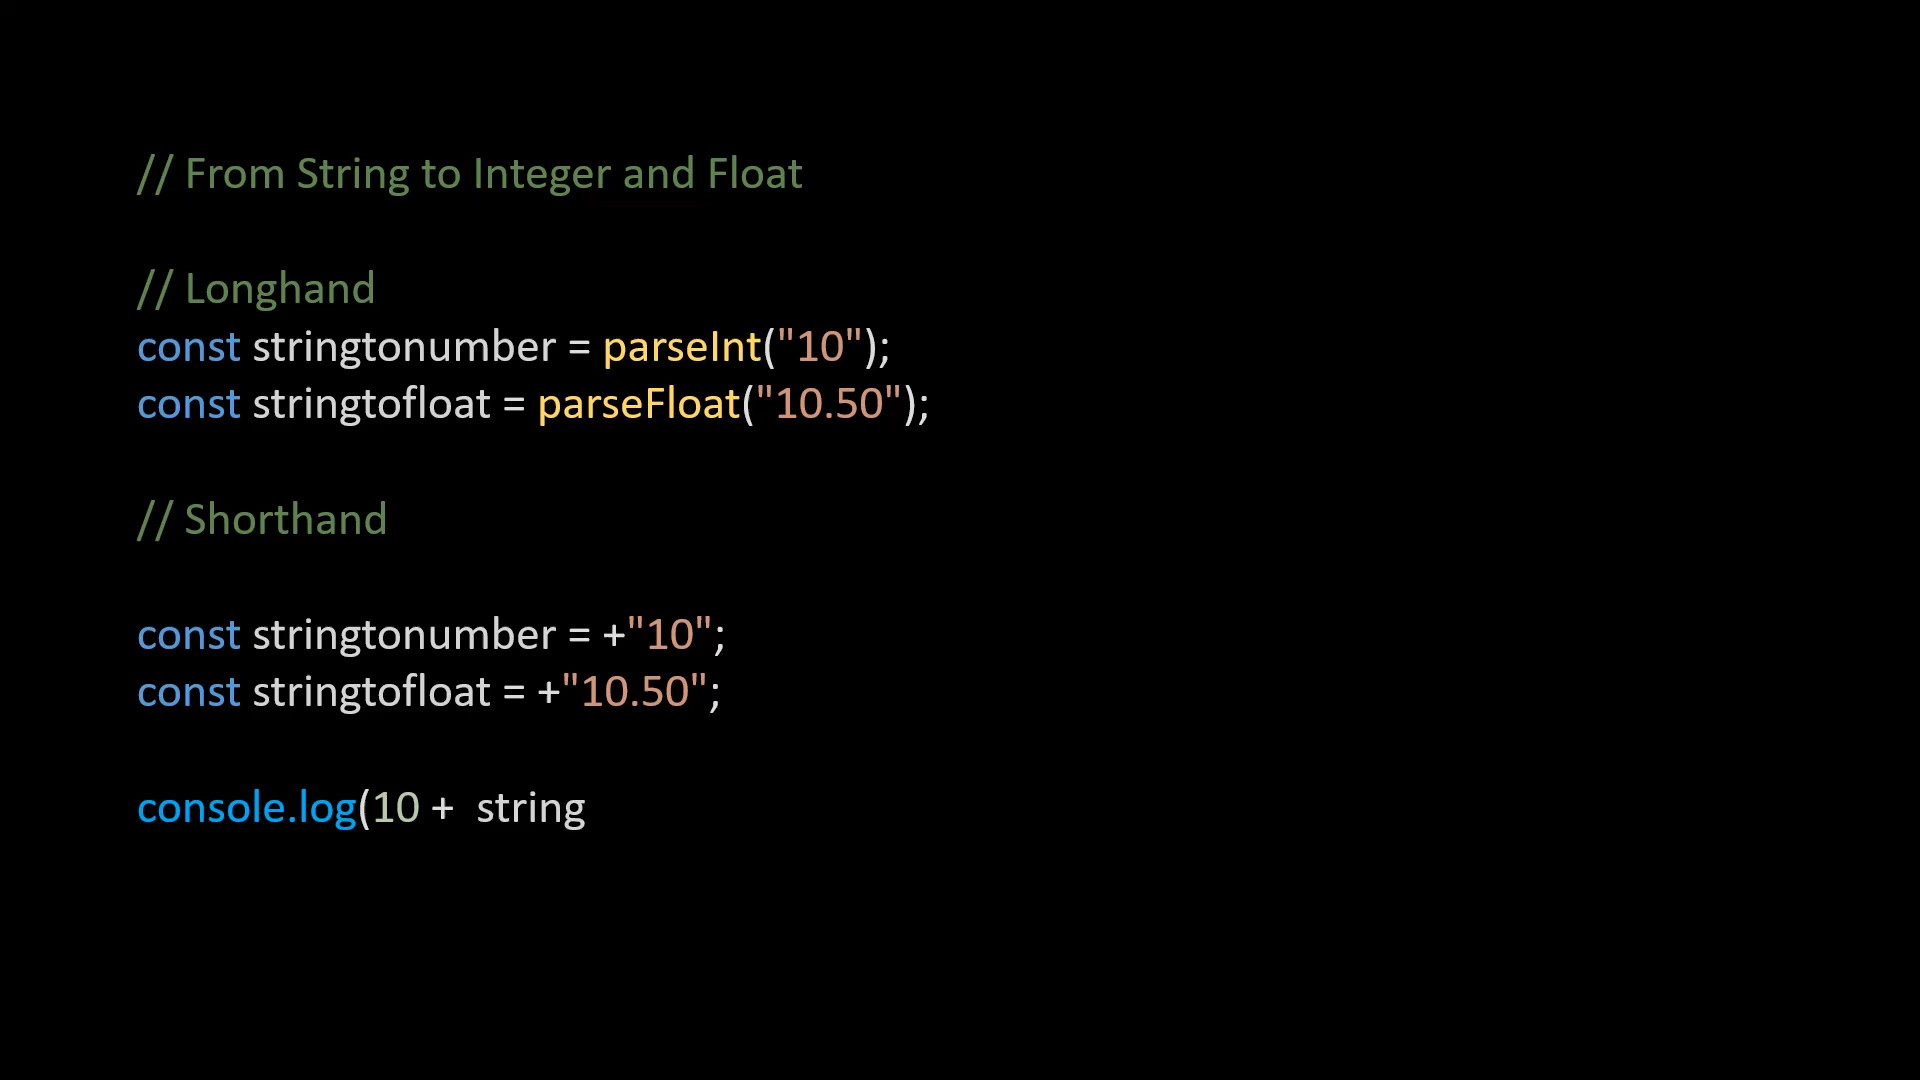 // From String to Integer and Float
// Longhand
const stringtonumber = parseInt("10");
const stringtofloat = parseFloat("10.50");
// Shorthand
const stringtonumber = +"10";
const stringtofloat = +"10.50";
console.log(10 +  string